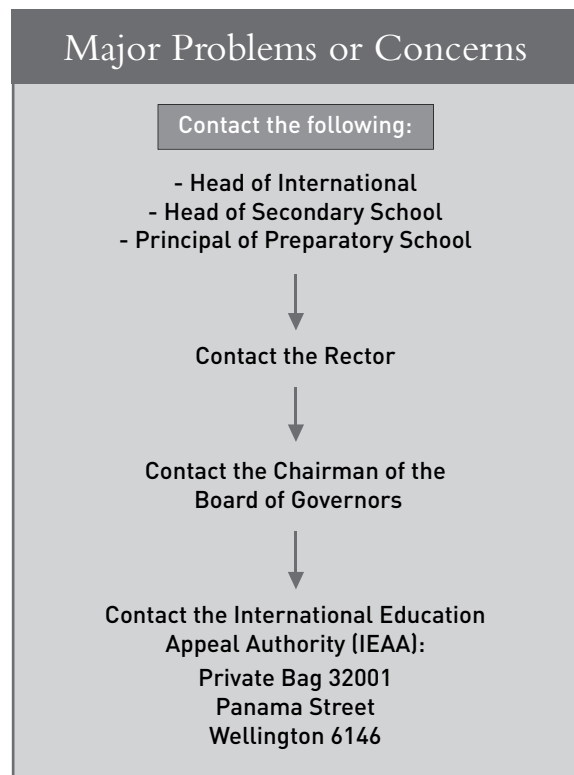 Major Problems or Concerns
Contact the following:
- Head of International
- Head of Secondary School
- Principal of Preparatory School
Contact the Rector
Contact the Chairman of the
Board of Governors
Contact the International Education
Appeal Authority (IEAA):
Private Bag 32001
Panama Street
Wellington 6146